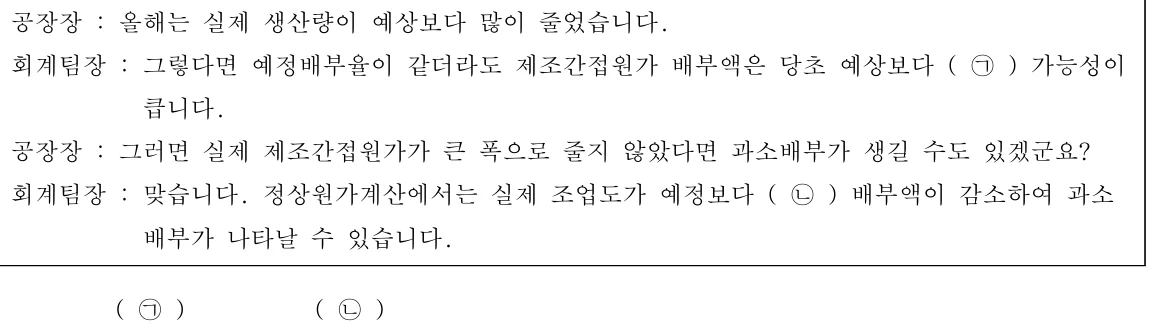 공장장 : 올해는 실제 생산량이 예상보다 많이 줄었습니다.
회계팀장 : 그렇다면 예정배부율이 같더라도 제조간접원가 배부액은 당초 예상보다 ( ㉠ ) 가능성이
큽니다.
공장장 : 그러면 실제 제조간접원가가 큰 폭으로 줄지 않았다면 과소배부가 생길 수도 있겠군요?
회계팀장 : 맞습니다. 정상원가계산에서는 실제 조업도가 예정보다 ( ㉡ ) 배부액이 감소하여 과소
배부가 나타날 수 있습니다.
( ㉠ ) ( ㉡ )